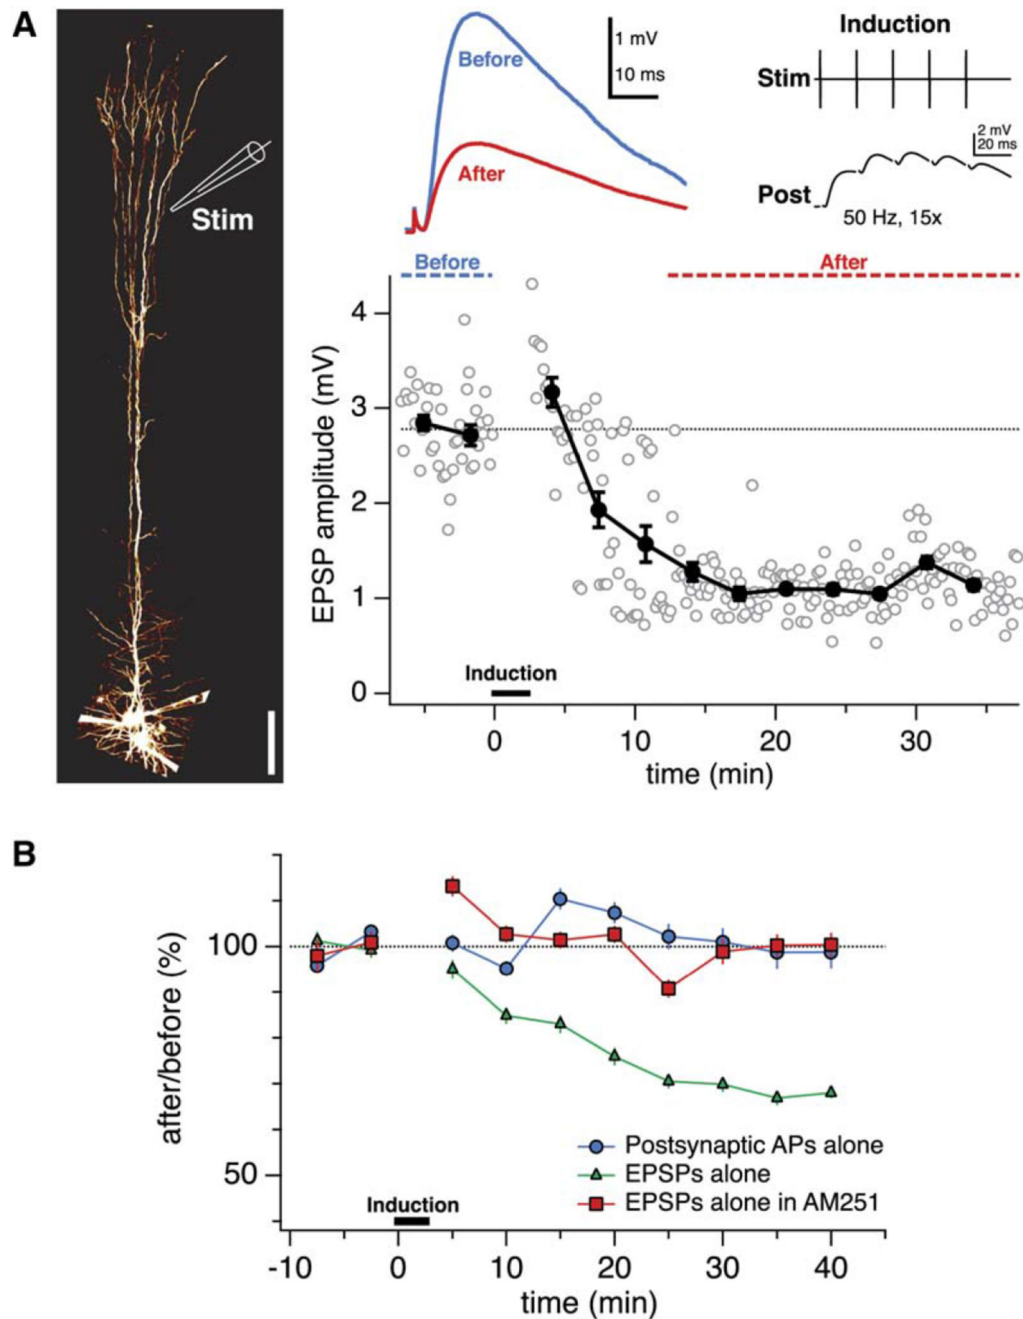 A
Stim
Before
After
1 mV
10 ms
Induction
Stim
Post
2 mV
20 ms
50 Hz, 15x
Before
After
EPSP amplitude (mV)
4
3
2
1
0
Induction
0
10
20
30
time (min)
B
after/before (%)
100
50
Postsynaptic APs alone
EPSPs alone
EPSPs alone in AM251
Induction
-10
0
10
20
30
40
time (min)